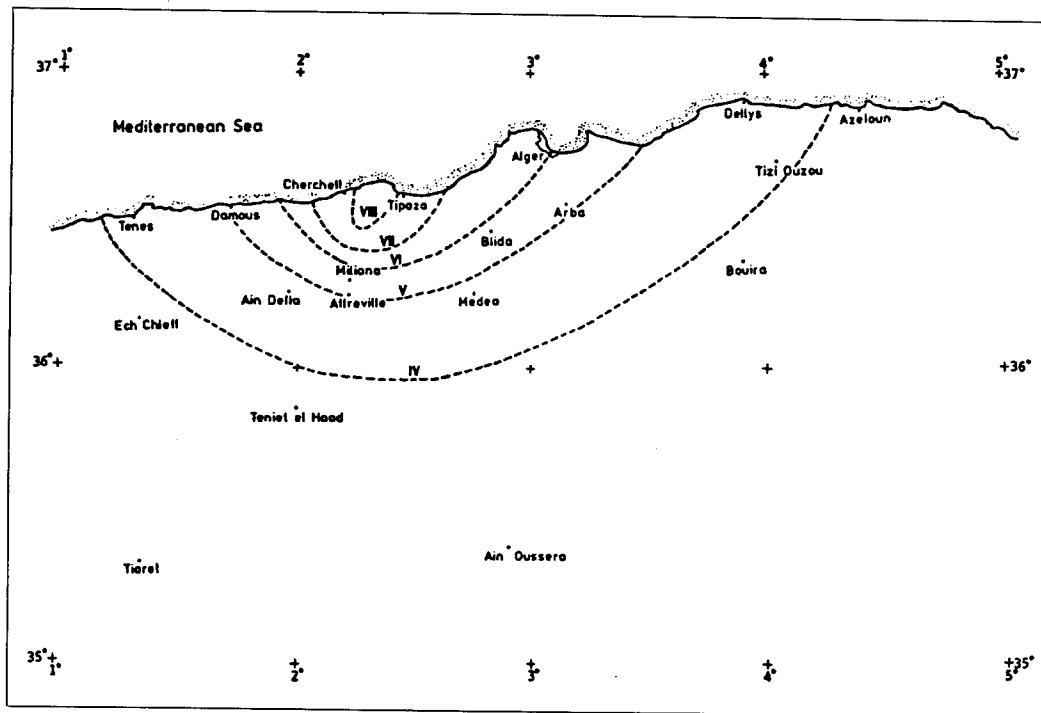 1° 2° 3° 4° 5°
37° 37°
Mediterranean Sea
Dellys
Azeloun
Alger
Tizi Ouzou
Cherchell
VIII
Tipaza
Tenes
Damous
Arba
Blida
VII
VI
Miliana
Bouira
V
Ain Delia
Afreville
Medea
Ech Chleff
36° 36°
IV
Teniet el Haad
Ain Oussera
Tiaret
35° 35°
1° 2° 3° 4° 5°